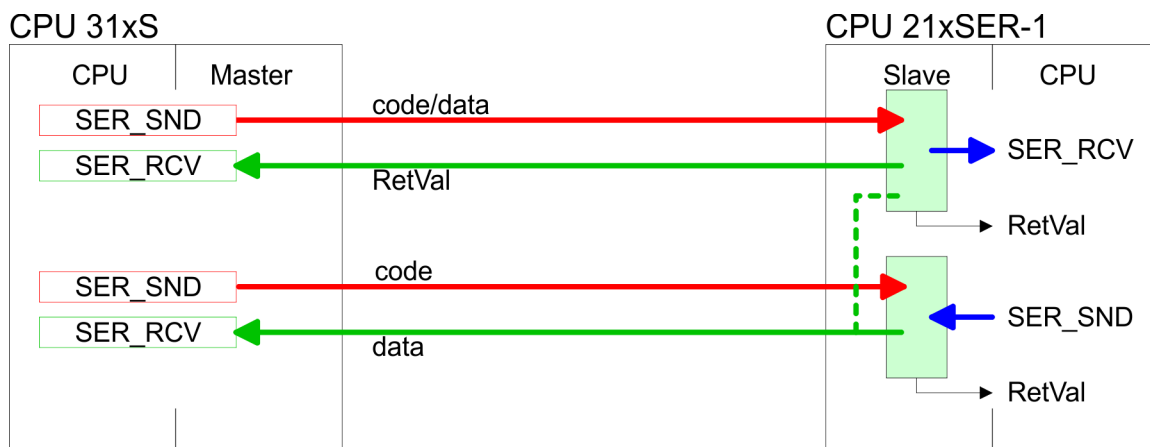 CPU 31xS
CPU 21xSER-1
CPU
Master
Slave
CPU
SER_SND
code/data
SER_RCV
SER_RCV
RetVal
RetVal
SER_SND
code
SER_SND
SER_RCV
data
RetVal